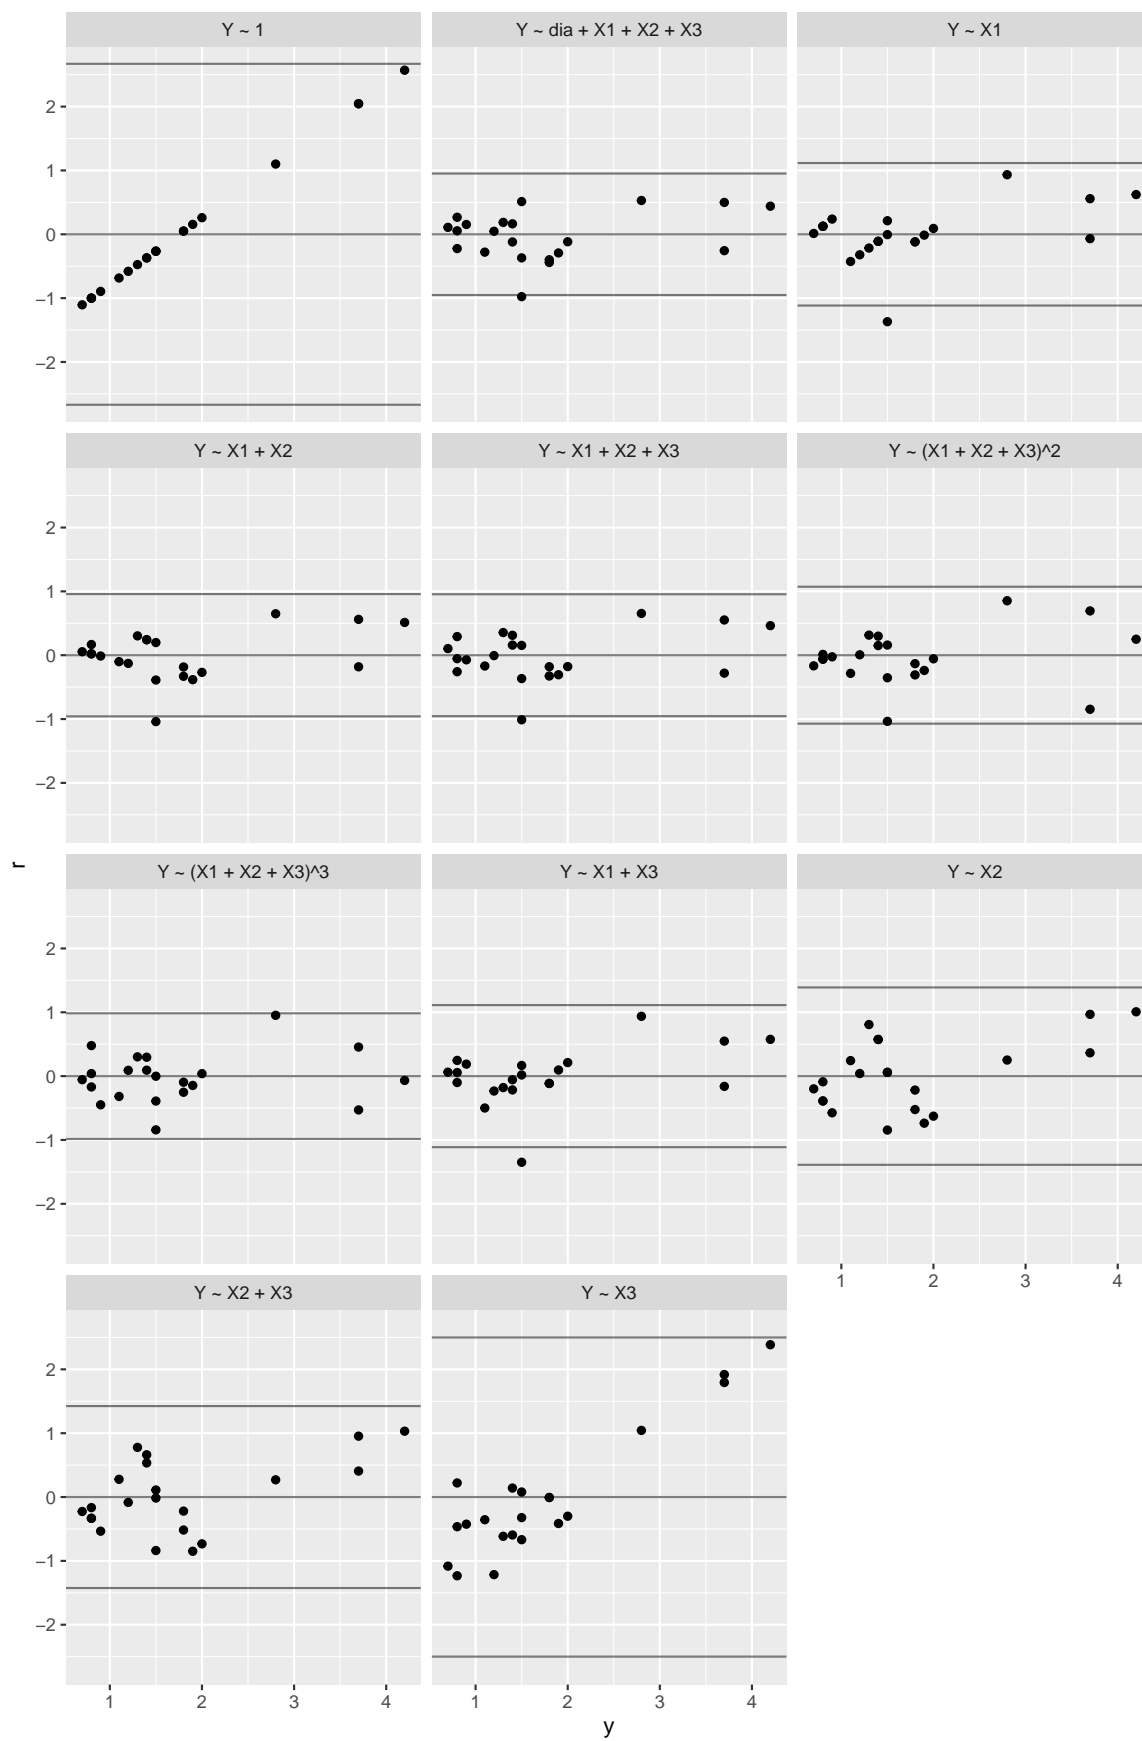 Y ~ 1
Y ~ dia + X1 + X2 + X3
Y ~ X1
2
1
0
−1
−2
Y ~ X1 + X2
Y ~ X1 + X2 + X3
Y ~ (X1 + X2 + X3)^2
2
1
0
−1
−2
r
Y ~ (X1 + X2 + X3)^3
Y ~ X1 + X3
Y ~ X2
2
1
0
−1
−2
1 2 3 4
Y ~ X2 + X3
Y ~ X3
2
1
0
−1
−2
1 2 3 4
1 2 3 4
y